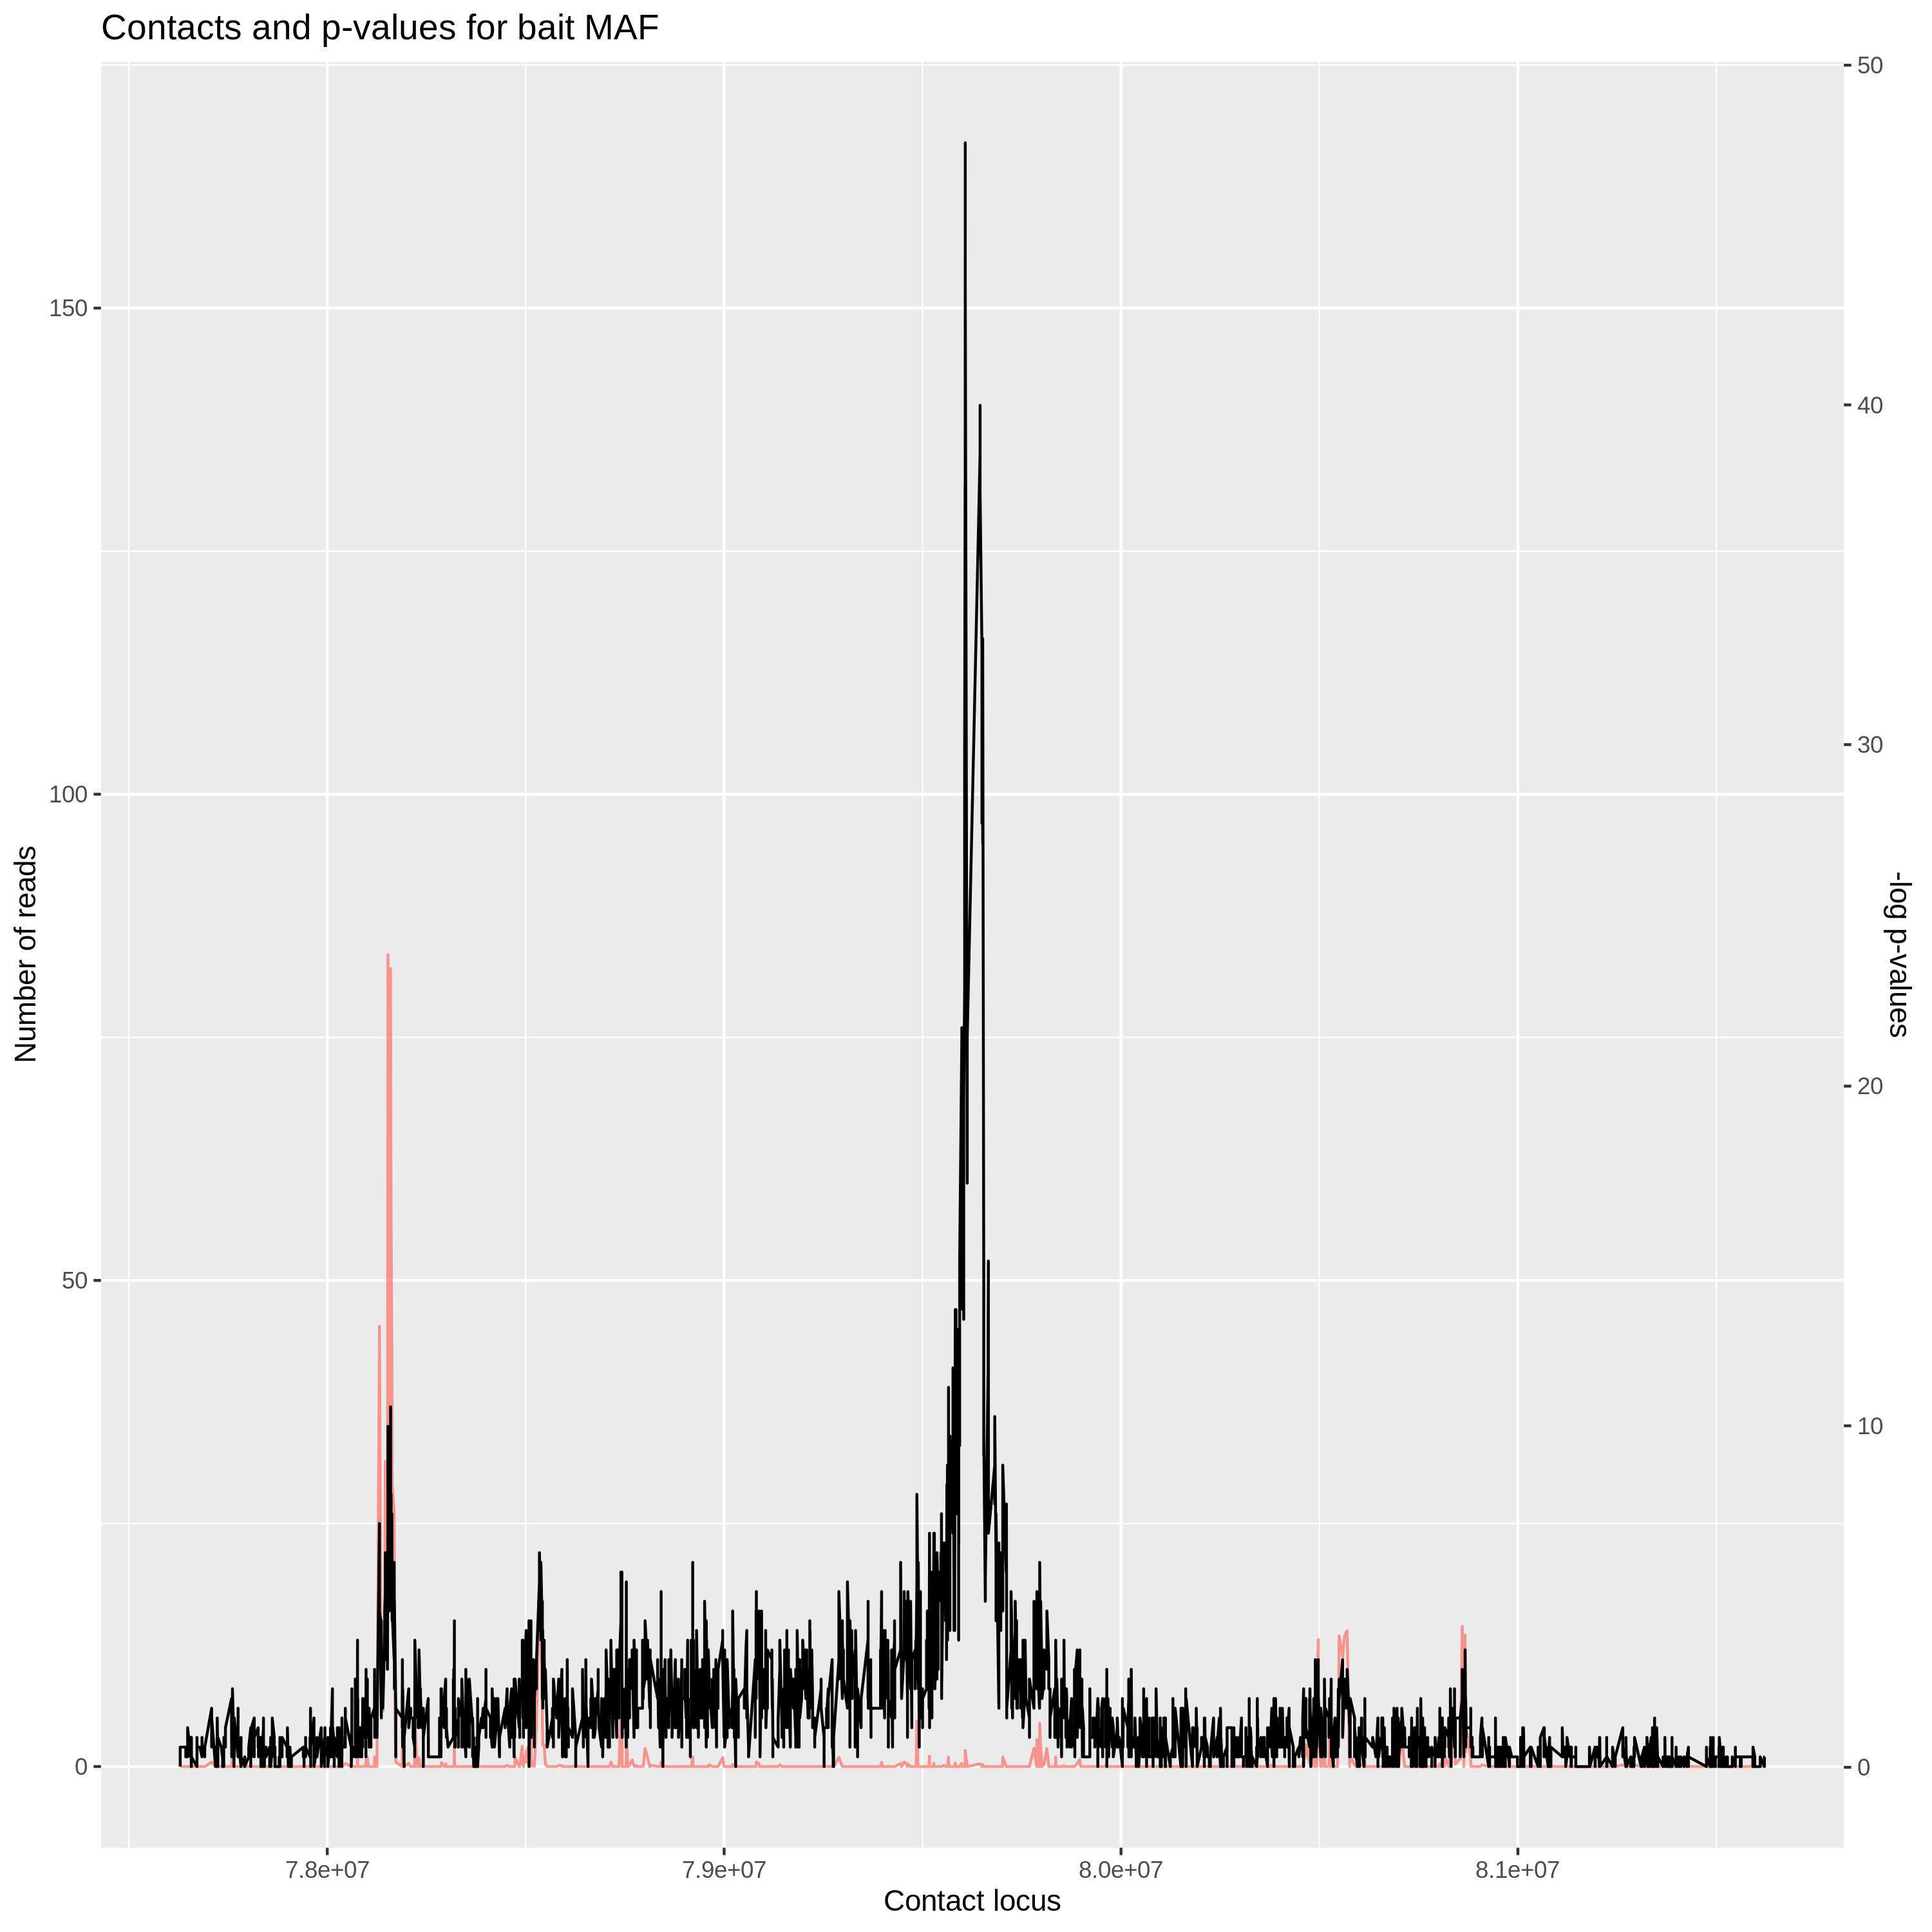 Contacts and p-values for bait MAF
Number of reads
150
100
50
0
50
40
30
20
10
0
-log p-values
7.8e+07
7.9e+07
8.0e+07
8.1e+07
Contact locus